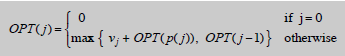 OPT(j) = { 0 if j = 0
max { v_j + OPT(p(j)), OPT(j−1) } otherwise